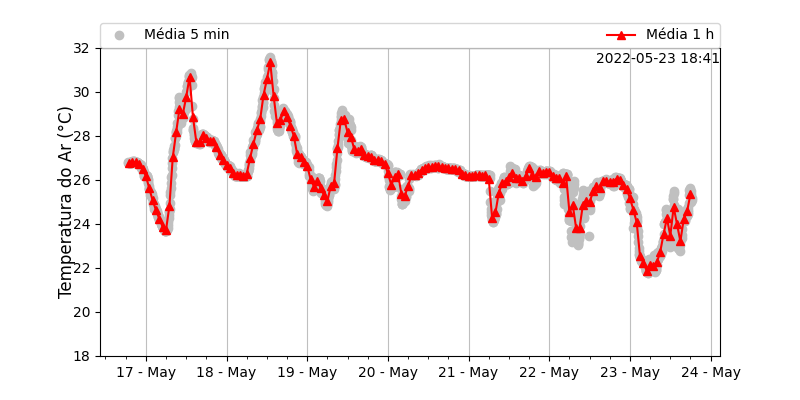 Média 5 min
Média 1 h
2022-05-23 18:41
Temperatura do Ar (°C)
32
30
28
26
24
22
20
18
17 - May
18 - May
19 - May
20 - May
21 - May
22 - May
23 - May
24 - May